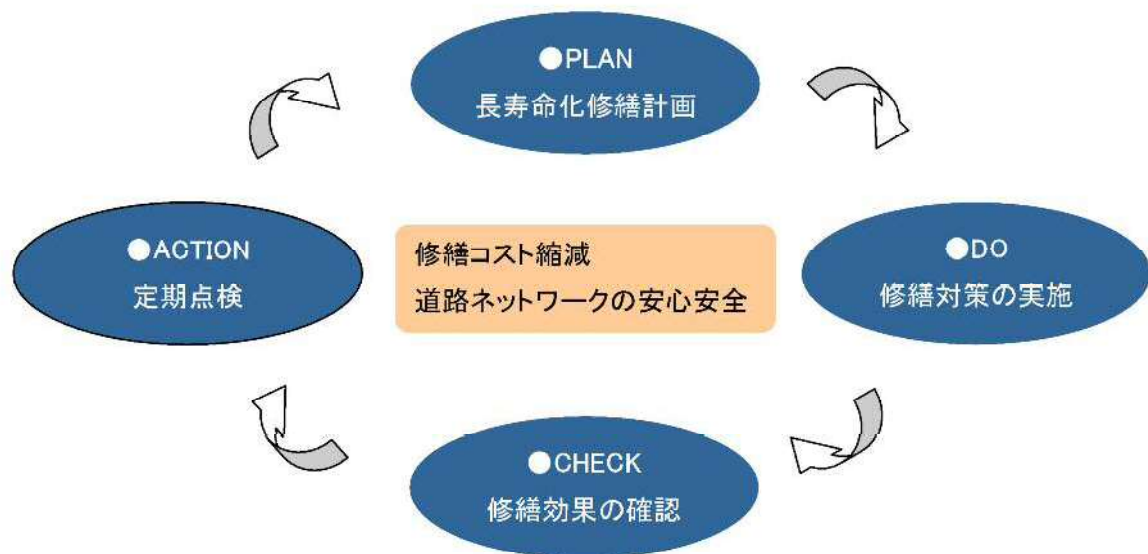 ●PLAN
長寿命化修繕計画
●ACTION
定期点検
修繕コスト縮減
道路ネットワークの安心安全
●DO
修繕対策の実施
●CHECK
修繕効果の確認